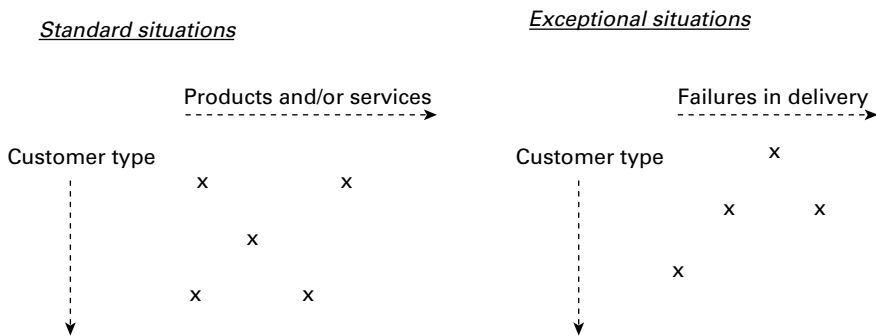 Standard situations
Exceptional situations
Products and/or services
Failures in delivery
Customer type
Customer type
x x
x
x x
x
x x
x